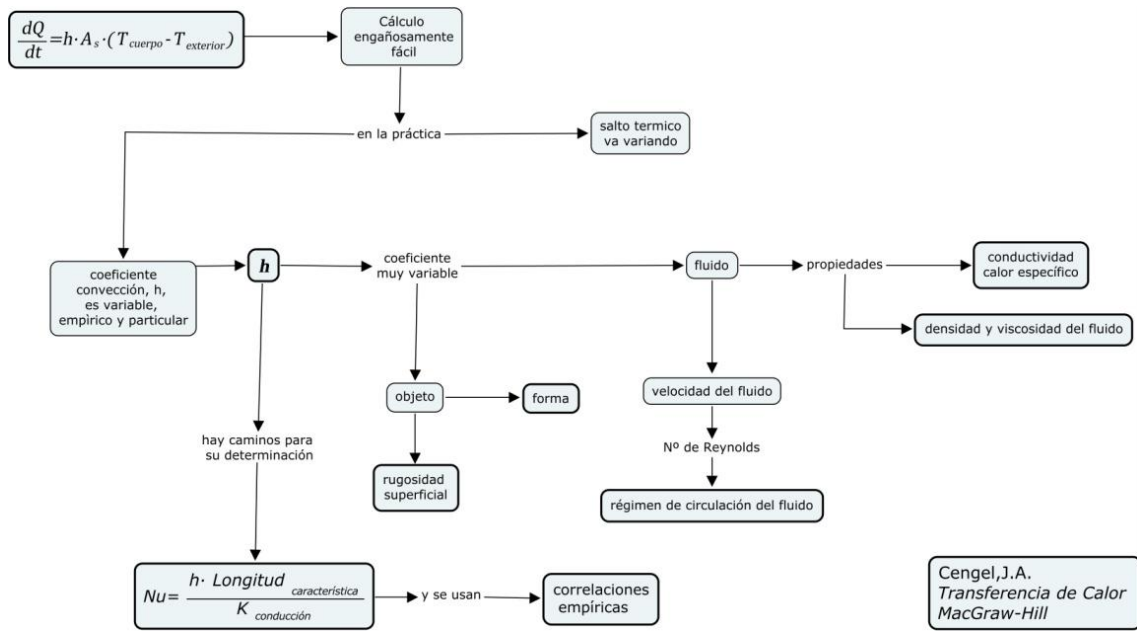 dQ/dt=h·A_s·(T_cuerpo-T_exterior)
Cálculo
engañosamente
fácil
en la práctica
salto termico
va variando
coeficiente
convección, h,
es variable,
empìrico y particular
h
coeficiente
muy variable
fluido
propiedades
conductividad
calor específico
densidad y viscosidad del fluido
objeto
forma
velocidad del fluido
hay caminos para
su determinación
Nº de Reynolds
rugosidad
superficial
régimen de circulación del fluido
Nu= h· Longitud característica / K conducción
y se usan
correlaciones
empíricas
Cengel,J.A.
Transferencia de Calor
MacGraw-Hill